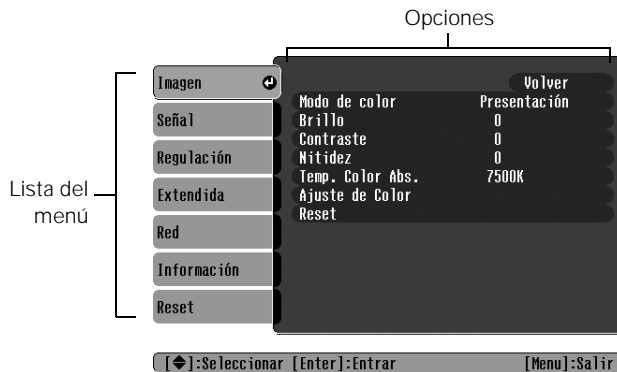 Opciones
Lista del
menú
Imagen
Señal
Regulación
Extendida
Red
Información
Reset
Volver
Modo de color Presentación
Brillo 0
Contraste 0
Nitidez 0
Temp. Color Abs. 7500K
Ajuste de Color
Reset
[◆]:Seleccionar [Enter]:Entrar [Menu]:Salir